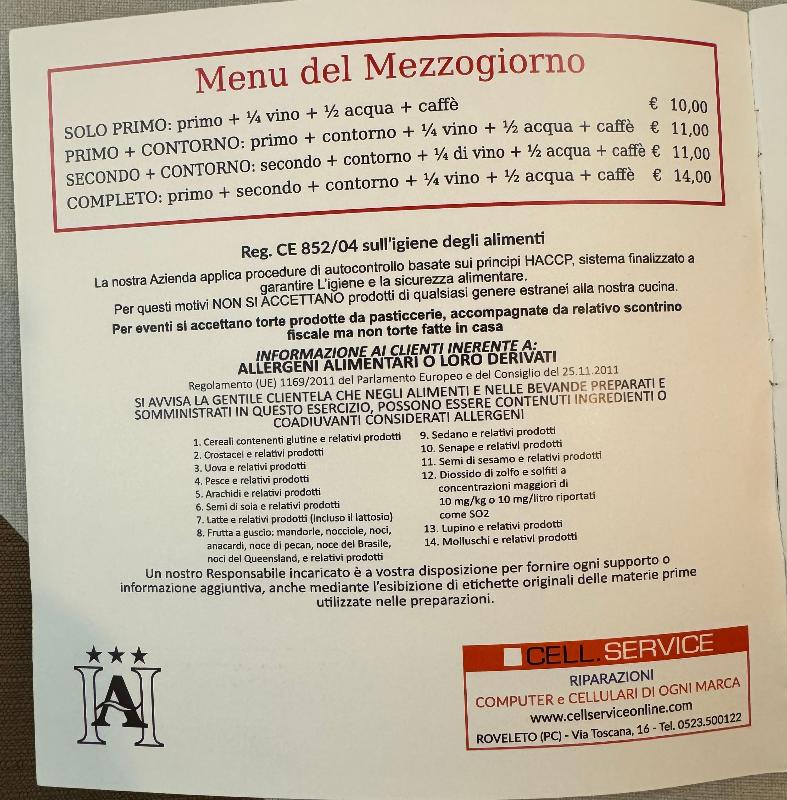 Menu del Mezzogiorno
SOLO PRIMO: primo + ¼ vino + ½ acqua + caffè € 10,00
PRIMO + CONTORNO: primo + contorno + ¼ vino + ½ acqua + caffè € 11,00
SECONDO + CONTORNO: secondo + contorno + ¼ di vino + ½ acqua + caffè € 11,00
COMPLETO: primo + secondo + contorno + ¼ vino + ½ acqua + caffè € 14,00
Reg. CE 852/04 sull'igiene degli alimenti
La nostra Azienda applica procedure di autocontrollo basate sui principi HACCP, sistema finalizzato a
garantire L'igiene e la sicurezza alimentare.
Per questi motivi NON SI ACCETTANO prodotti di qualsiasi genere estranei alla nostra cucina.
Per eventi si accettano torte prodotte da pasticcerie, accompagnate da relativo scontrino
fiscale ma non torte fatte in casa
INFORMAZIONE AI CLIENTI INERENTE A:
ALLERGENI ALIMENTARI O LORO DERIVATI
Regolamento (UE) 1169/2011 del Parlamento Europeo e del Consiglio del 25.11.2011
SI AVVISA LA GENTILE CLIENTELA CHE NEGLI ALIMENTI E NELLE BEVANDE PREPARATI E
SOMMINISTRATI IN QUESTO ESERCIZIO, POSSONO ESSERE CONTENUTI INGREDIENTI O
COADIUVANTI CONSIDERATI ALLERGENI
1. Cereali contenenti glutine e relativi prodotti
2. Crostacei e relativi prodotti
3. Uova e relativi prodotti
4. Pesce e relativi prodotti
5. Arachidi e relativi prodotti
6. Semi di soia e relativi prodotti
7. Latte e relativi prodotti (incluso il lattosio)
8. Frutta a guscio: mandorle, nocciole, noci,
anacardi, noce di pecan, noce del Brasile,
noci del Queensland, e relativi prodotti
9. Sedano e relativi prodotti
10. Senape e relativi prodotti
11. Semi di sesamo e relativi prodotti
12. Diossido di zolfo e solfiti a
concentrazioni maggiori di
10 mg/kg o 10 mg/litro riportati
come SO2
13. Lupino e relativi prodotti
14. Molluschi e relativi prodotti
Un nostro Responsabile incaricato è a vostra disposizione per fornire ogni supporto o
informazione aggiuntiva, anche mediante l'esibizione di etichette originali delle materie prime
utilizzate nelle preparazioni.
HAI
CELL.SERVICE
RIPARAZIONI
COMPUTER e CELLULARI DI OGNI MARCA
www.cellserviceonline.com
ROVELETO (PC) - Via Toscana, 16 - Tel. 0523.500122